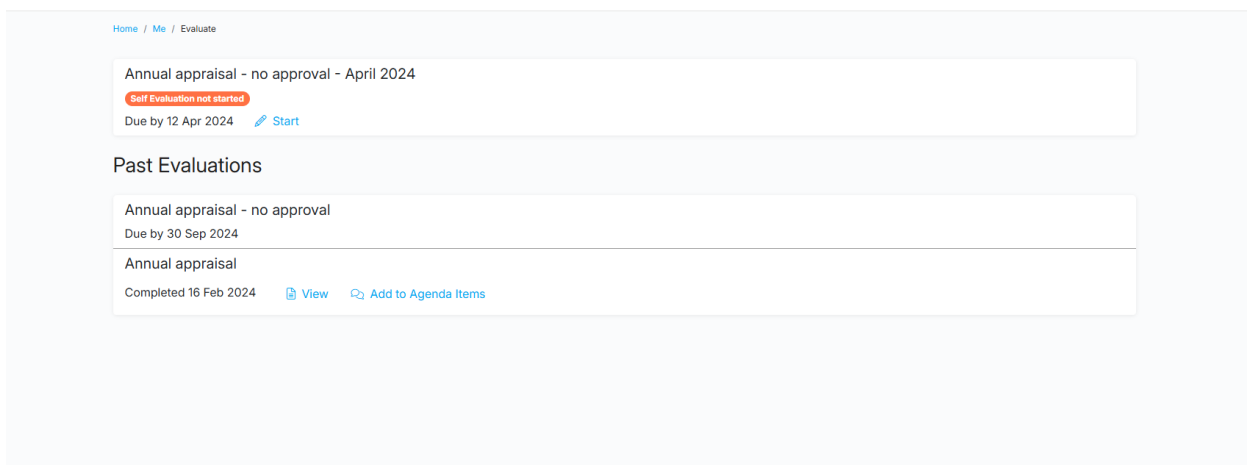 Home / Me / Evaluate
Annual appraisal - no approval - April 2024
Self Evaluation not started
Due by 12 Apr 2024 Start
Past Evaluations
Annual appraisal - no approval
Due by 30 Sep 2024
Annual appraisal
Completed 16 Feb 2024 View Add to Agenda Items